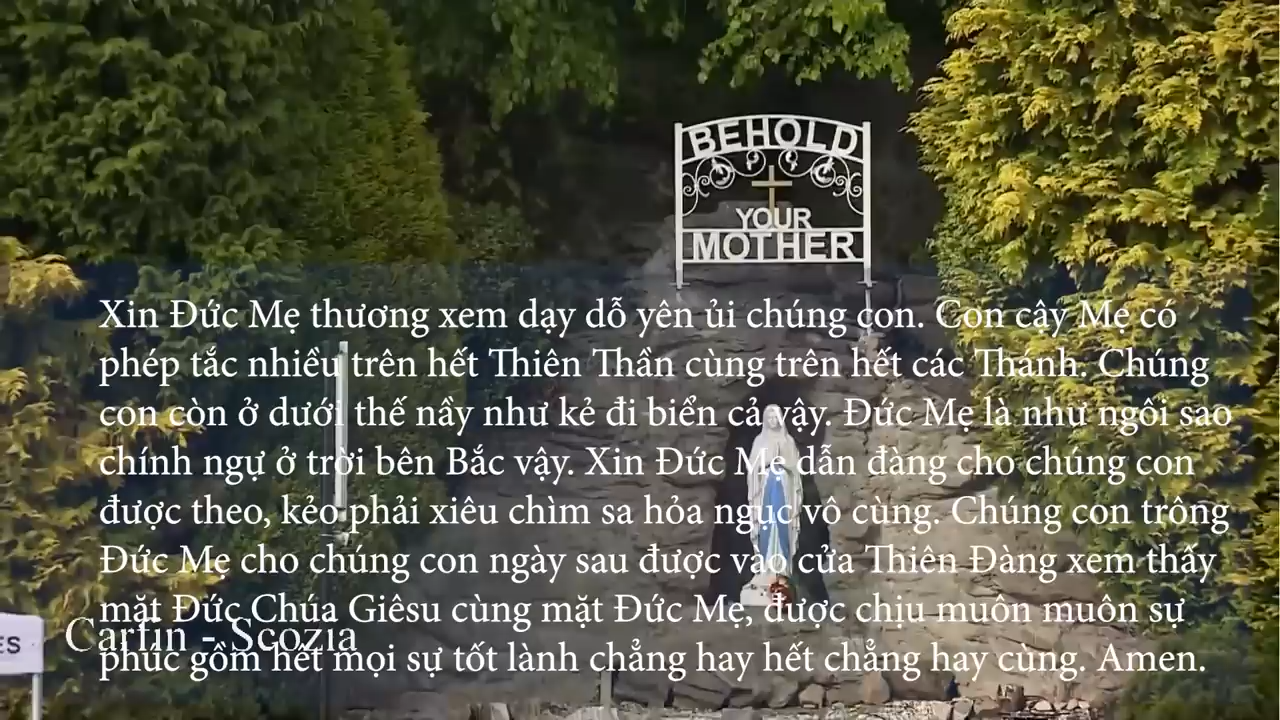 BEHOLD
YOUR
MOTHER
Xin Đức Mẹ thương xem dạy dỗ yên ủi chúng con. Con cây Mẹ có
phép tắc nhiều trên hết Thiên Thần cùng trên hết các Thánh. Chúng
con còn ở dưới thế nầy như kẻ đi biển cả vậy. Đức Mẹ là như ngôi sao
chính ngự ở trời bên Bắc vậy. Xin Đức Mẹ dẫn đàng cho chúng con
được theo, kẻo phải xiêu chìm sa hỏa ngục vô cùng. Chúng con trông
Đức Mẹ cho chúng con ngày sau được vào cửa Thiên Đàng xem thấy
mặt Đức Chúa Giêsu cùng mặt Đức Mẹ, được chịu muôn muôn sự
phúc gồm hết mọi sự tốt lành chẳng hay hết chẳng hay cùng. Amen.
Carfin - Scozia
ES